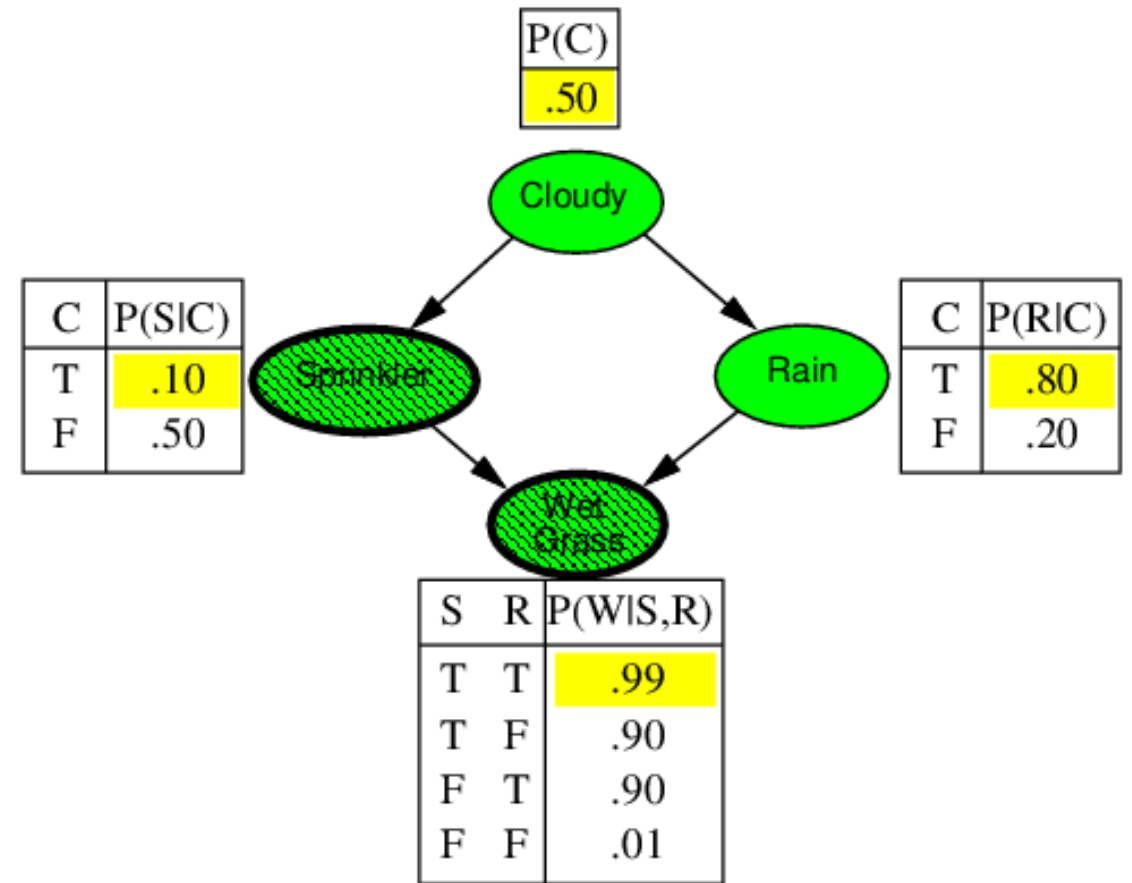 P(C)
.50
Cloudy
C P(S|C)
T .10
F .50
Sprinkler
Rain
C P(R|C)
T .80
F .20
Wet
Grass
S R P(W|S,R)
T T .99
T F .90
F T .90
F F .01